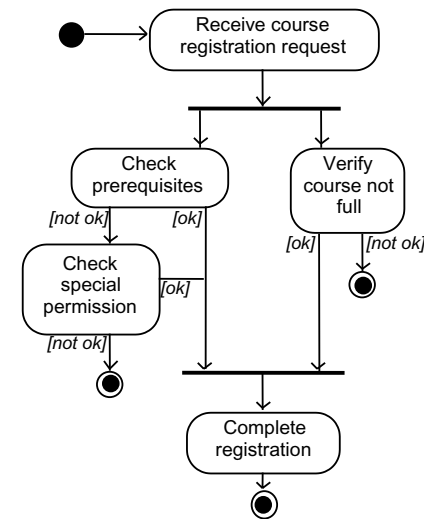 Receive course
registration request
Check
prerequisites
Verify
course not
full
[not ok]
[ok]
[ok]
[not ok]
Check
special
permission
[ok]
[not ok]
Complete
registration